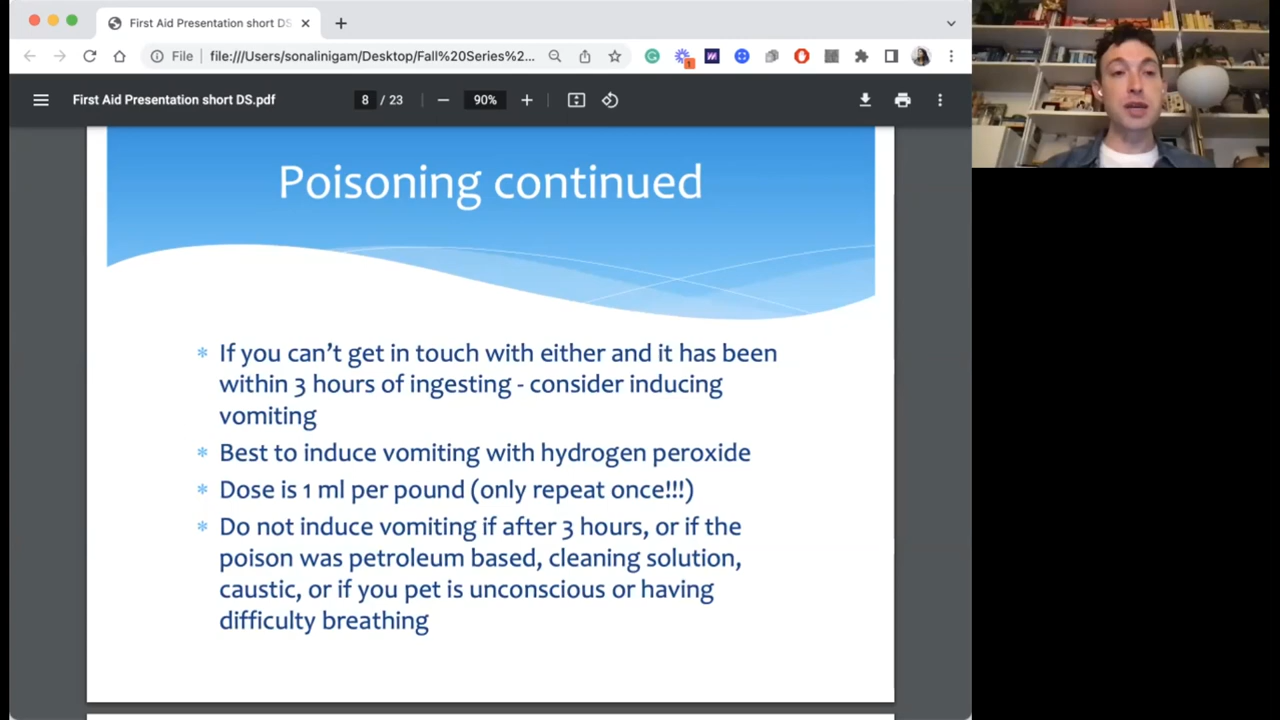 First Aid Presentation short DS
File
file:///Users/sonalinigam/Desktop/Fall%20Series%2...
1
First Aid Presentation short DS.pdf
8 / 23
90%
Poisoning continued
If you can't get in touch with either and it has been
within 3 hours of ingesting - consider inducing
vomiting
Best to induce vomiting with hydrogen peroxide
Dose is 1 ml per pound (only repeat once!!!)
Do not induce vomiting if after 3 hours, or if the
poison was petroleum based, cleaning solution,
caustic, or if you pet is unconscious or having
difficulty breathing